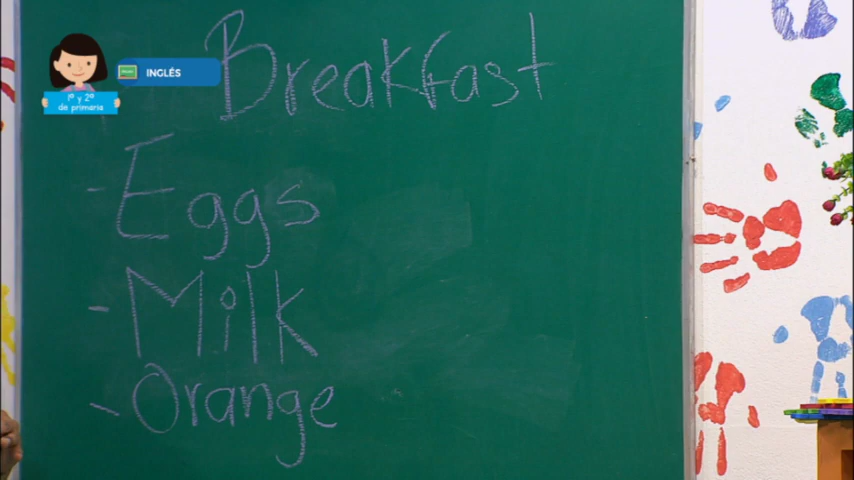 Breakfast
INGLÉS
1º y 2º
de primaria
- Eggs
- Milk
- Orange